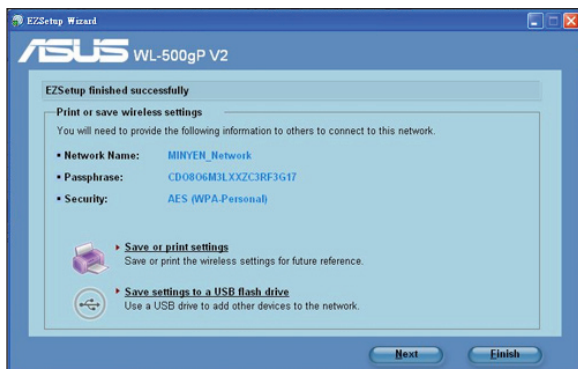 EZSetup Wizard
ASUS WL-500gP V2
EZSetup finished successfully
Print or save wireless settings
You will need to provide the following information to others to connect to this network.
• Network Name: MINYEN_Network
• Passphrase: CDO8O6M3LXXZC3RF3G17
• Security: AES (WPA-Personal)
Save or print settings
Save or print the wireless settings for future reference.
Save settings to a USB flash drive
Use a USB drive to add other devices to the network.
Next Finish